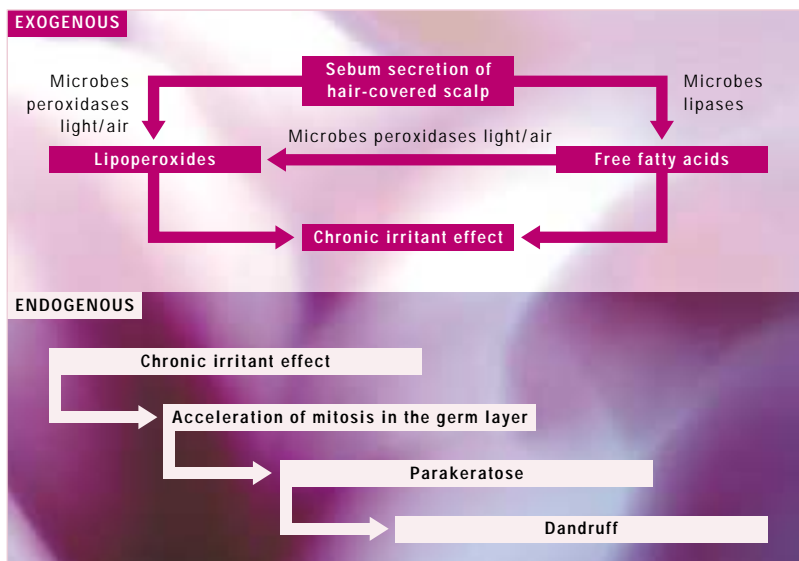 EXOGENOUS
Sebum secretion of
hair-covered scalp
Microbes
peroxidases
light/air
Microbes
lipases
Microbes peroxidases light/air
Lipoperoxides
Free fatty acids
Chronic irritant effect
ENDOGENOUS
Chronic irritant effect
Acceleration of mitosis in the germ layer
Parakeratose
Dandruff